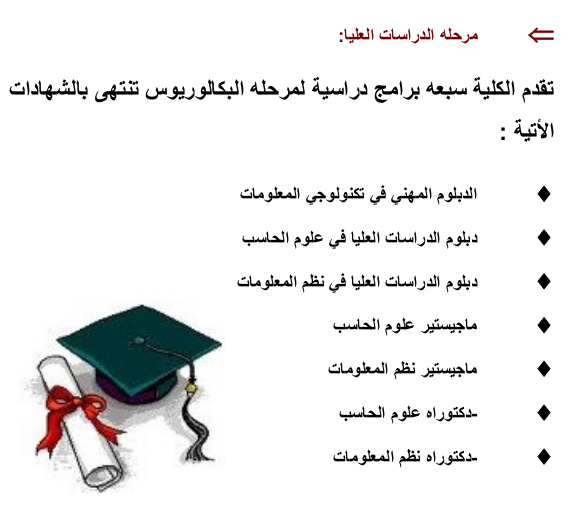 مرحله الدراسات العليا:
تقدم الكلية سبعه برامج دراسية لمرحله البكالوريوس تنتهى بالشهادات
الأتية :
الدبلوم المهني في تكنولوجي المعلومات
دبلوم الدراسات العليا في علوم الحاسب
دبلوم الدراسات العليا في نظم المعلومات
ماجيستير علوم الحاسب
ماجيستير نظم المعلومات
-دكتوراه علوم الحاسب
-دكتوراه نظم المعلومات